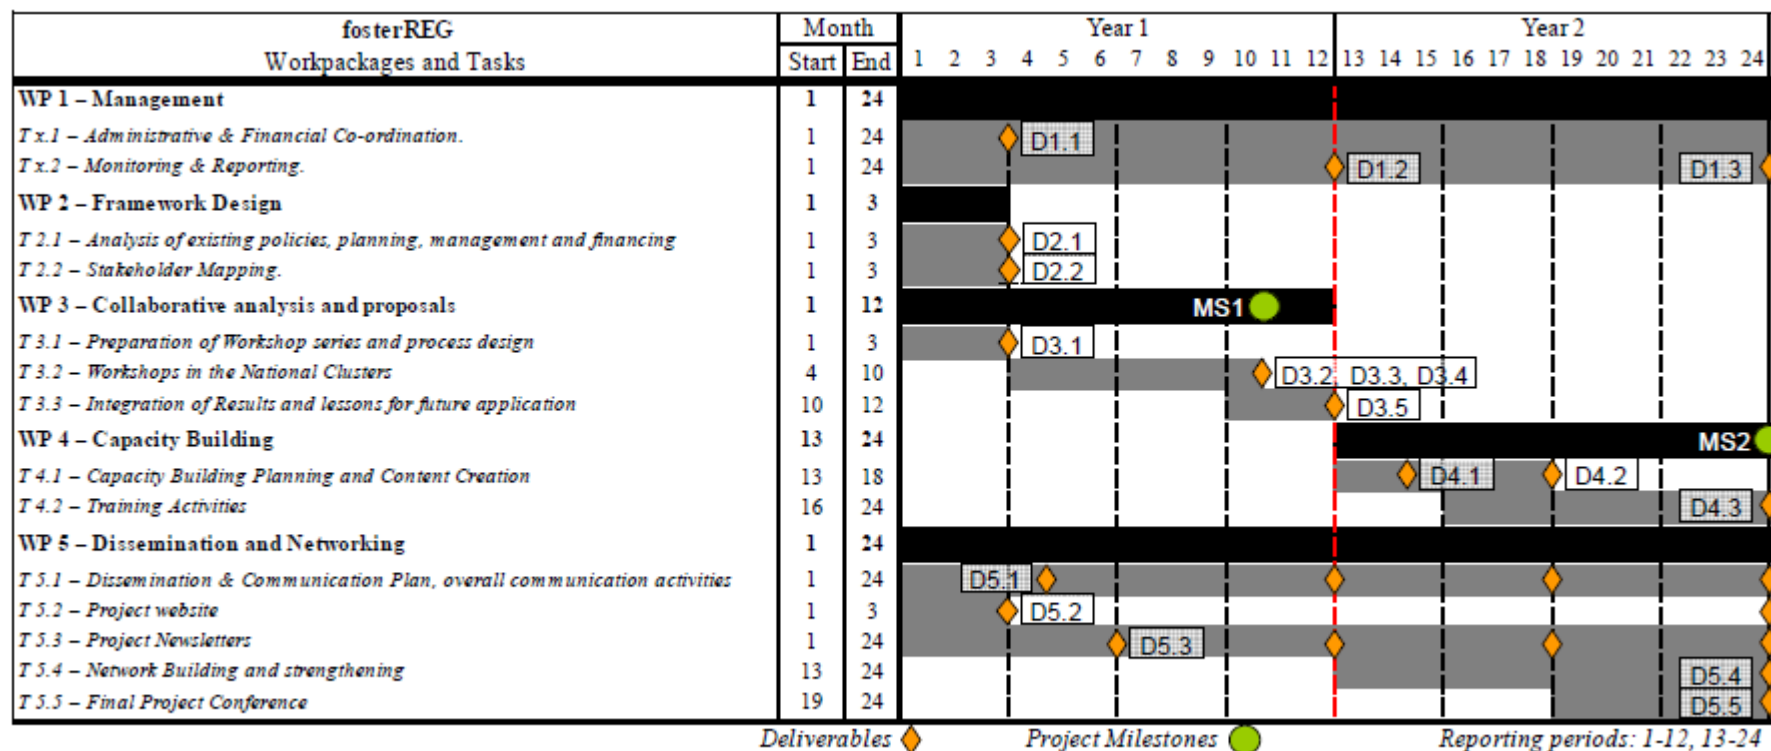 fosterREG Month Year 1 Year 2
Workpackages and Tasks Start End 1 2 3 4 5 6 7 8 9 10 11 12 13 14 15 16 17 18 19 20 21 22 23 24
WP 1 – Management 1 24
T x.1 – Administrative & Financial Co-ordination. 1 24 D1.1
T x.2 – Monitoring & Reporting. 1 24 D1.2 D1.3
WP 2 – Framework Design 1 3
T 2.1 – Analysis of existing policies, planning, management and financing 1 3 D2.1
T 2.2 – Stakeholder Mapping. 1 3 D2.2
WP 3 – Collaborative analysis and proposals 1 12 MS1
T 3.1 – Preparation of Workshop series and process design 1 3 D3.1
T 3.2 – Workshops in the National Clusters 4 10 D3.2, D3.3, D3.4
T 3.3 – Integration of Results and lessons for future application 10 12 D3.5
WP 4 – Capacity Building 13 24 MS2
T 4.1 – Capacity Building Planning and Content Creation 13 18 D4.1 D4.2
T 4.2 – Training Activities 16 24 D4.3
WP 5 – Dissemination and Networking 1 24
T 5.1 – Dissemination & Communication Plan, overall communication activities 1 24 D5.1
T 5.2 – Project website 1 3 D5.2
T 5.3 – Project Newsletters 1 24 D5.3
T 5.4 – Network Building and strengthening 13 24 D5.4
T 5.5 – Final Project Conference 19 24 D5.5
Deliverables Project Milestones Reporting periods: 1-12, 13-24